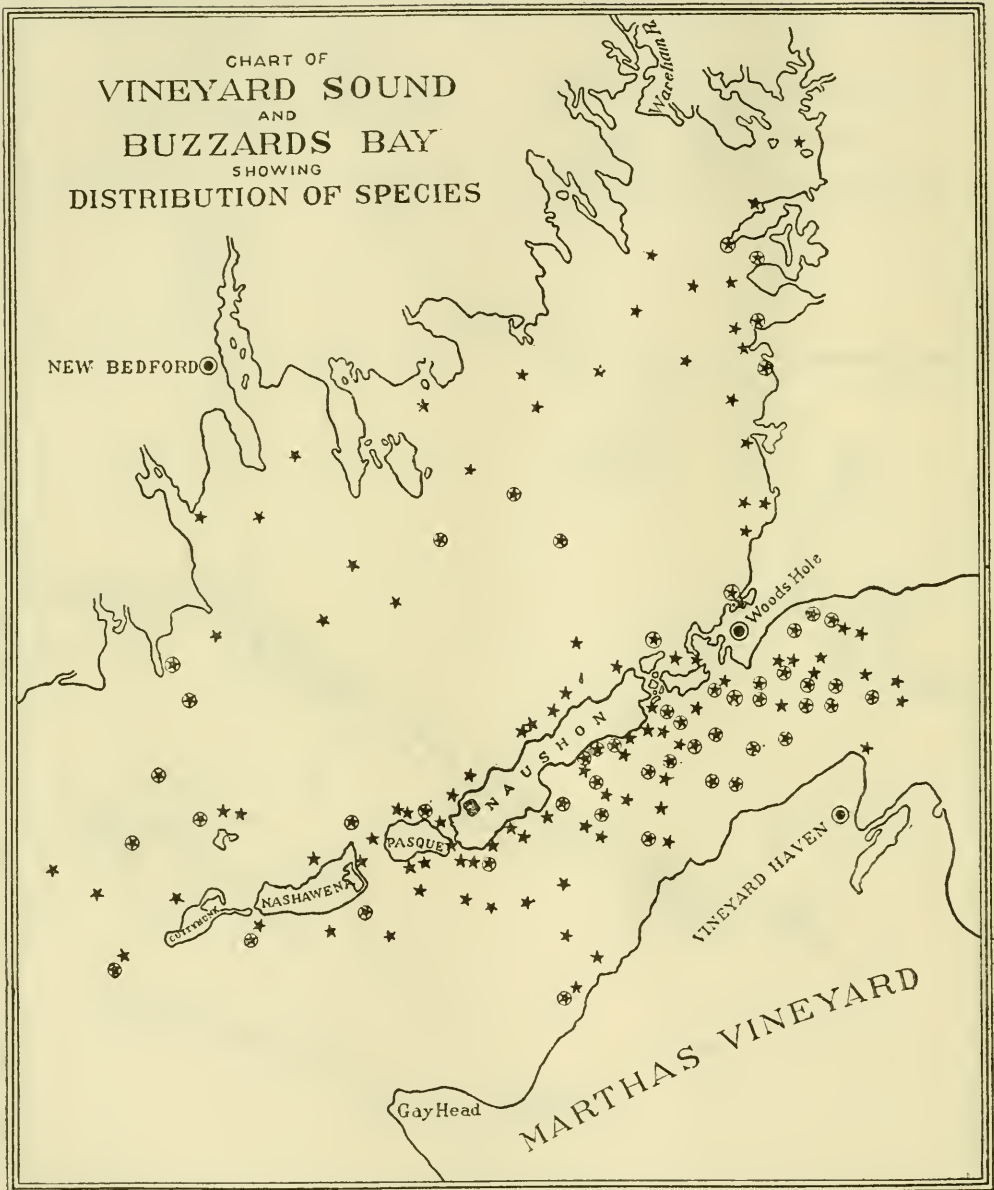 CHART OF
VINEYARD SOUND
AND
BUZZARDS BAY
SHOWING
DISTRIBUTION OF SPECIES
Wareham R.
NEW BEDFORD
Woods Hole
NAUSHON
PASQUE
NASHAWENA
CUTTYHUNK
VINEYARD HAVEN
MARTHAS VINEYARD
Gay Head